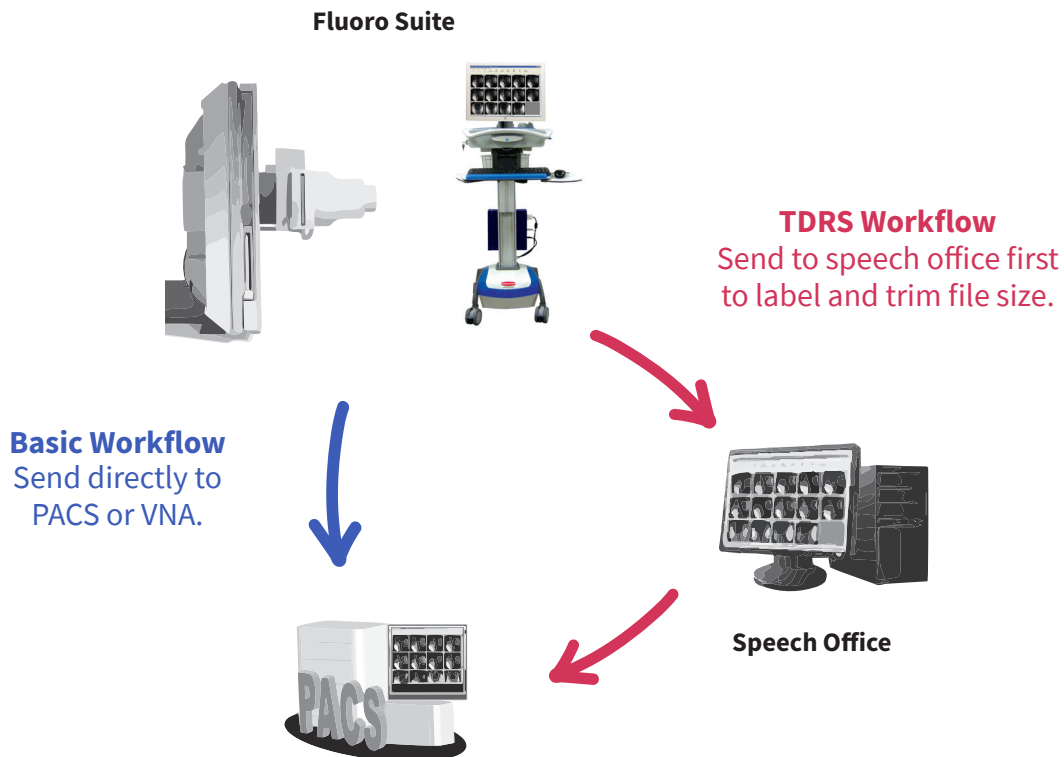 Fluoro Suite
TDRS Workflow
Send to speech office first
to label and trim file size.
Basic Workflow
Send directly to
PACS or VNA.
Speech Office
PACS